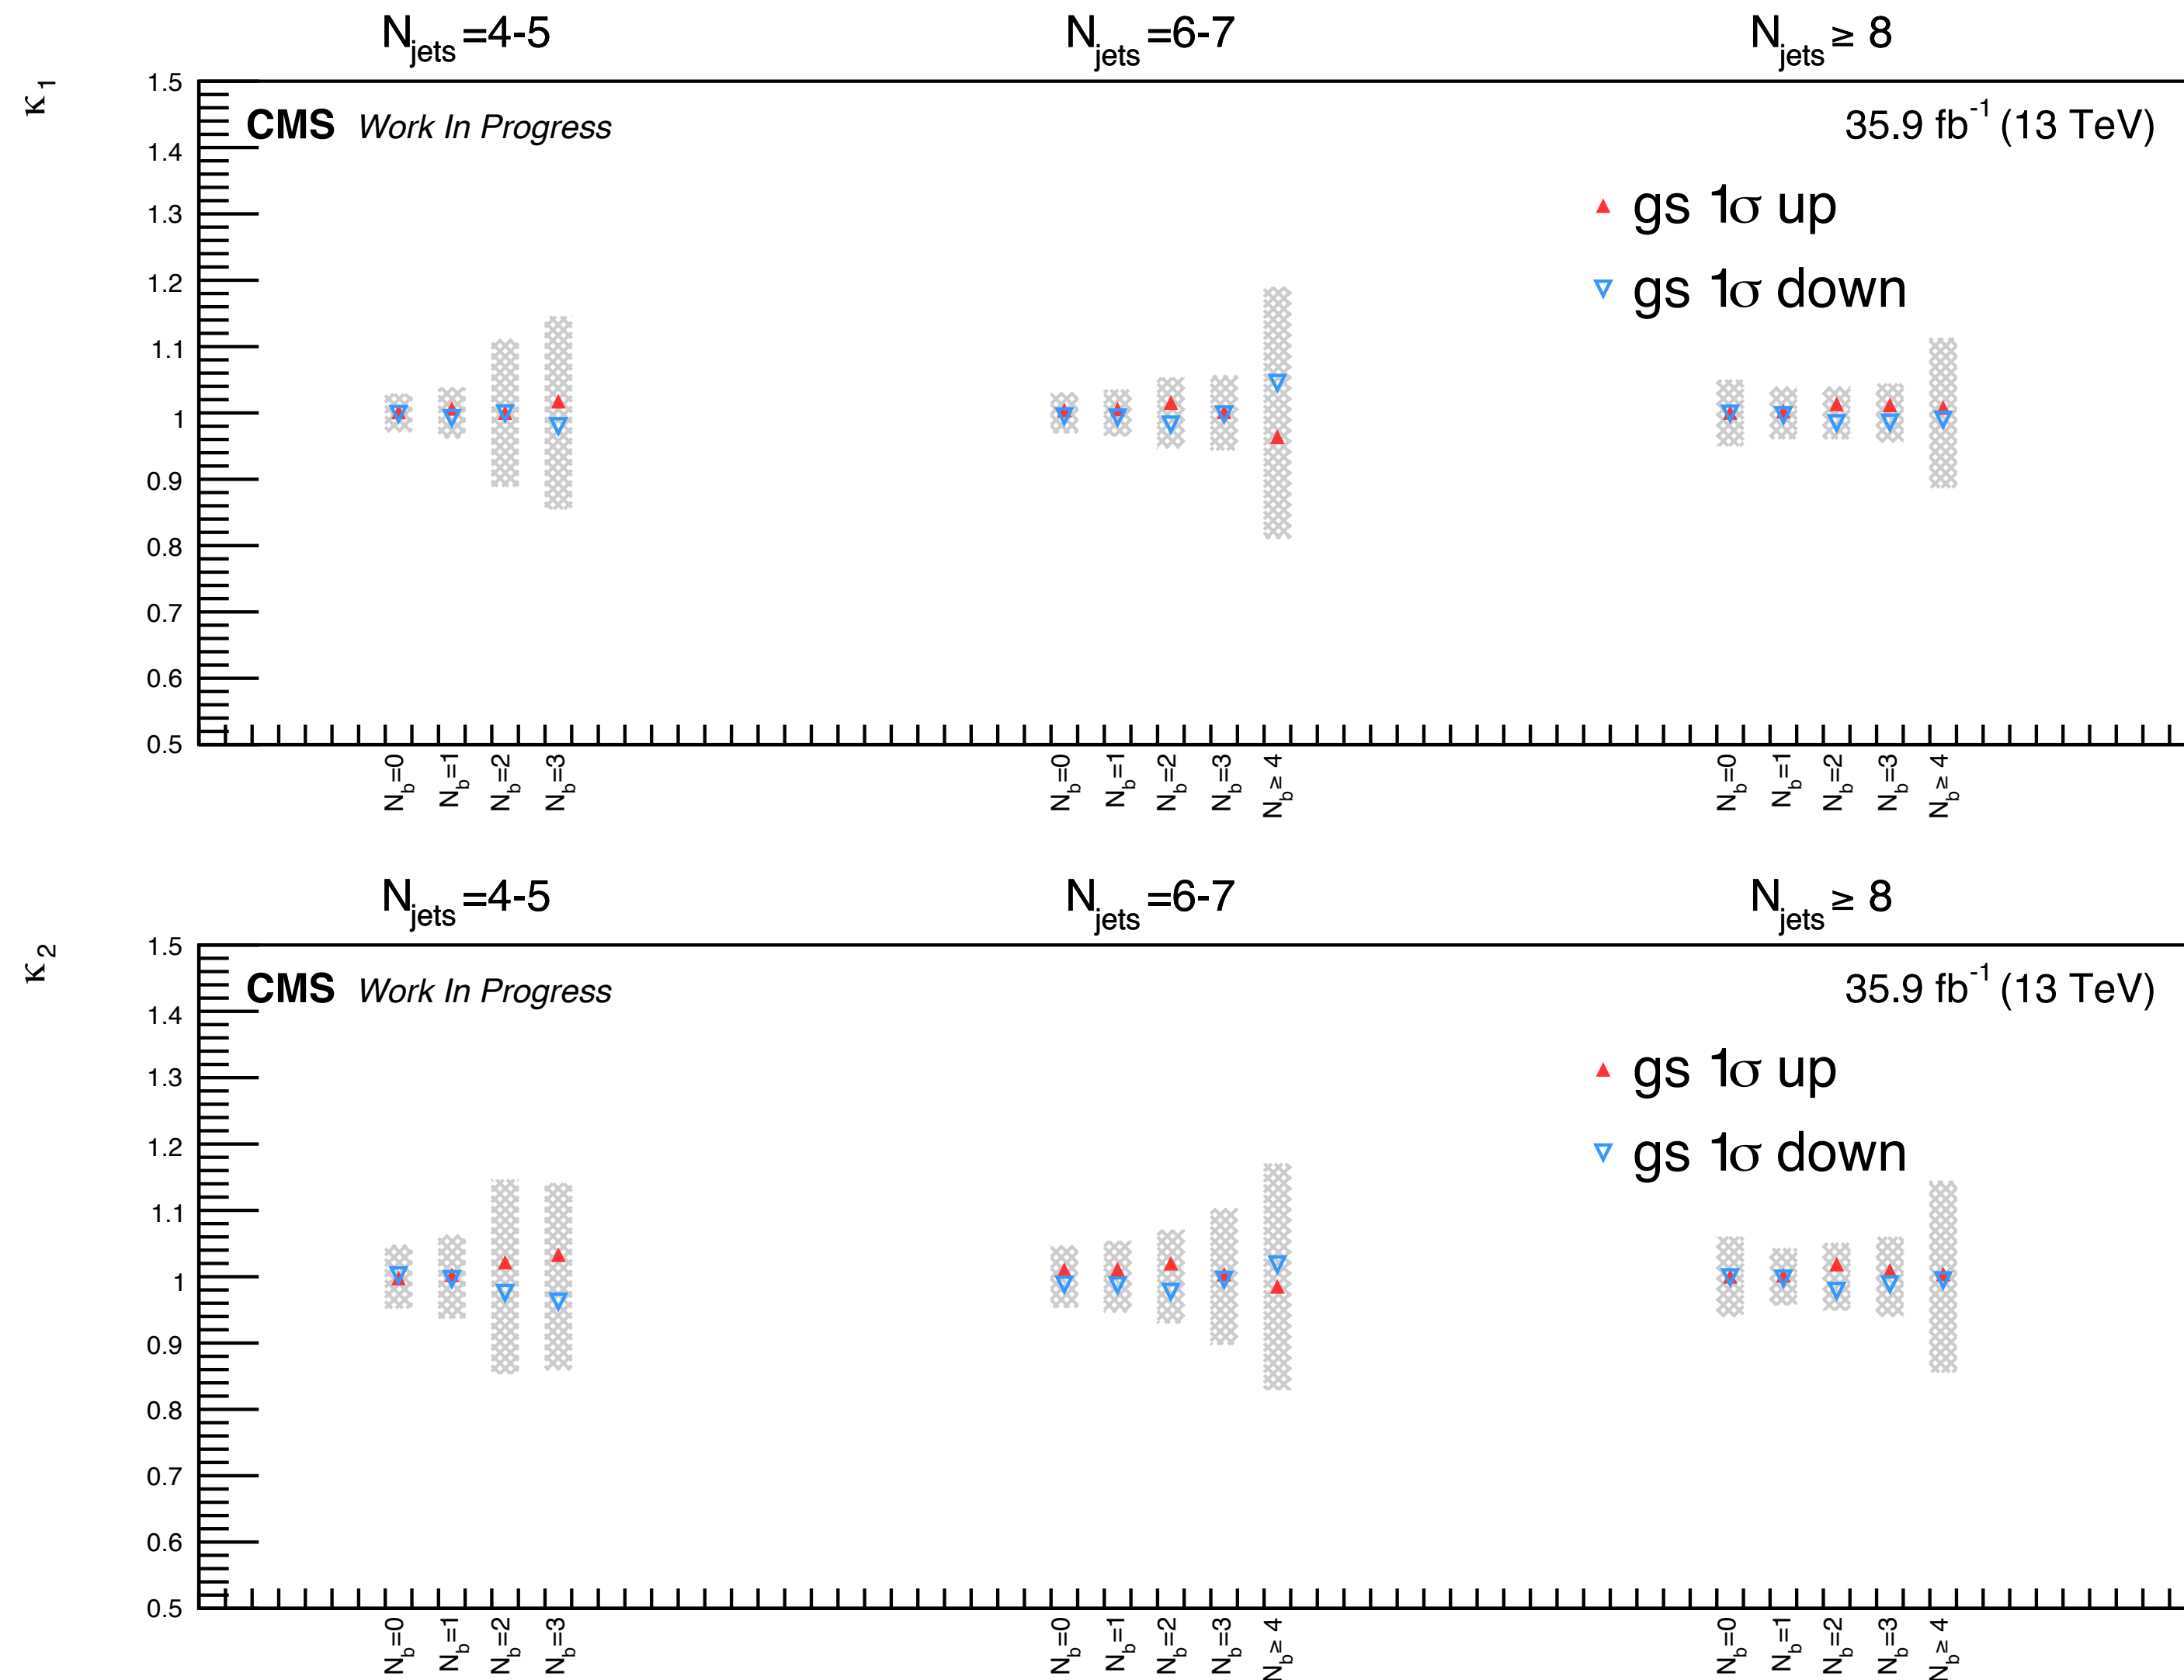 N_jets =4-5 N_jets =6-7 N_jets ≥ 8
κ_1
1.5
CMS Work In Progress 35.9 fb^-1 (13 TeV)
1.4
1.3
gs 1σ up
1.2
gs 1σ down
1.1
1
0.9
0.8
0.7
0.6
0.5
N_b=0 N_b=1 N_b=2 N_b=3 N_b=0 N_b=1 N_b=2 N_b=3 N_b≥ 4 N_b=0 N_b=1 N_b=2 N_b=3 N_b≥ 4
N_jets =4-5 N_jets =6-7 N_jets ≥ 8
κ_2
1.5
CMS Work In Progress 35.9 fb^-1 (13 TeV)
1.4
1.3
gs 1σ up
1.2
gs 1σ down
1.1
1
0.9
0.8
0.7
0.6
0.5
N_b=0 N_b=1 N_b=2 N_b=3 N_b=0 N_b=1 N_b=2 N_b=3 N_b≥ 4 N_b=0 N_b=1 N_b=2 N_b=3 N_b≥ 4